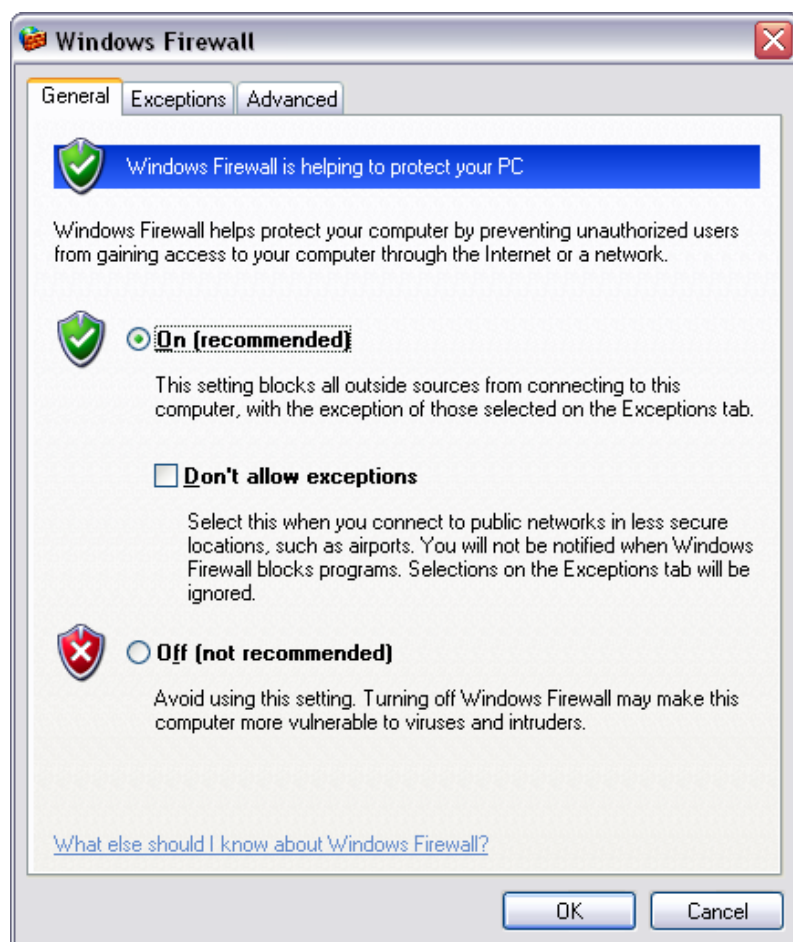 Windows Firewall
General Exceptions Advanced
Windows Firewall is helping to protect your PC
Windows Firewall helps protect your computer by preventing unauthorized users
from gaining access to your computer through the Internet or a network.
On (recommended)
This setting blocks all outside sources from connecting to this
computer, with the exception of those selected on the Exceptions tab.
Don't allow exceptions
Select this when you connect to public networks in less secure
locations, such as airports. You will not be notified when Windows
Firewall blocks programs. Selections on the Exceptions tab will be
ignored.
Off (not recommended)
Avoid using this setting. Turning off Windows Firewall may make this
computer more vulnerable to viruses and intruders.
What else should I know about Windows Firewall?
OK Cancel